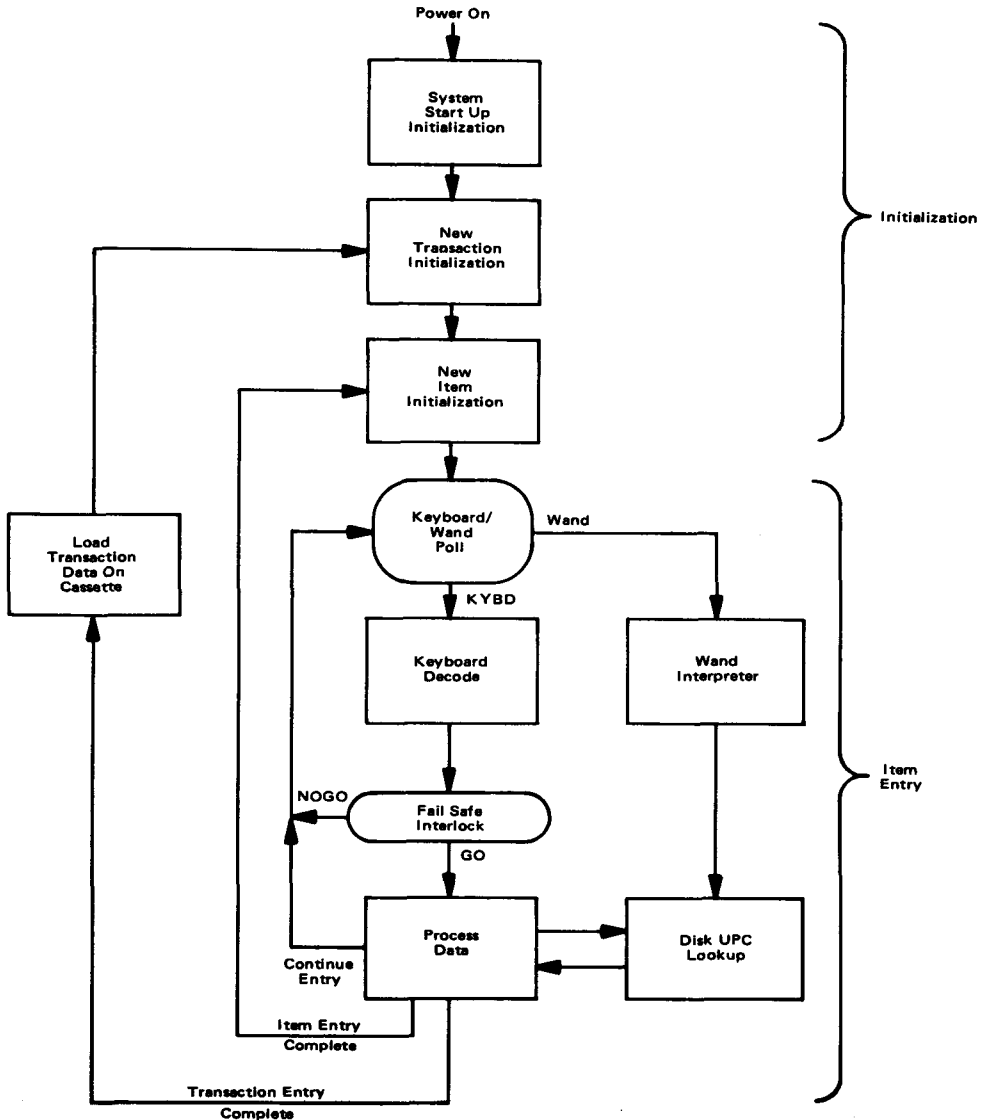 Power On
System
Start Up
Initialization
New
Transaction
Initialization
Initialization
New
Item
Initialization
Keyboard/
Wand
Poll
Wand
Load
Transaction
Data On
Cassette
KYBD
Keyboard
Decode
Wand
Interpreter
Item
Entry
NOGO
Fail Safe
Interlock
GO
Process
Data
Disk UPC
Lookup
Continue
Entry
Item Entry
Complete
Transaction Entry
Complete